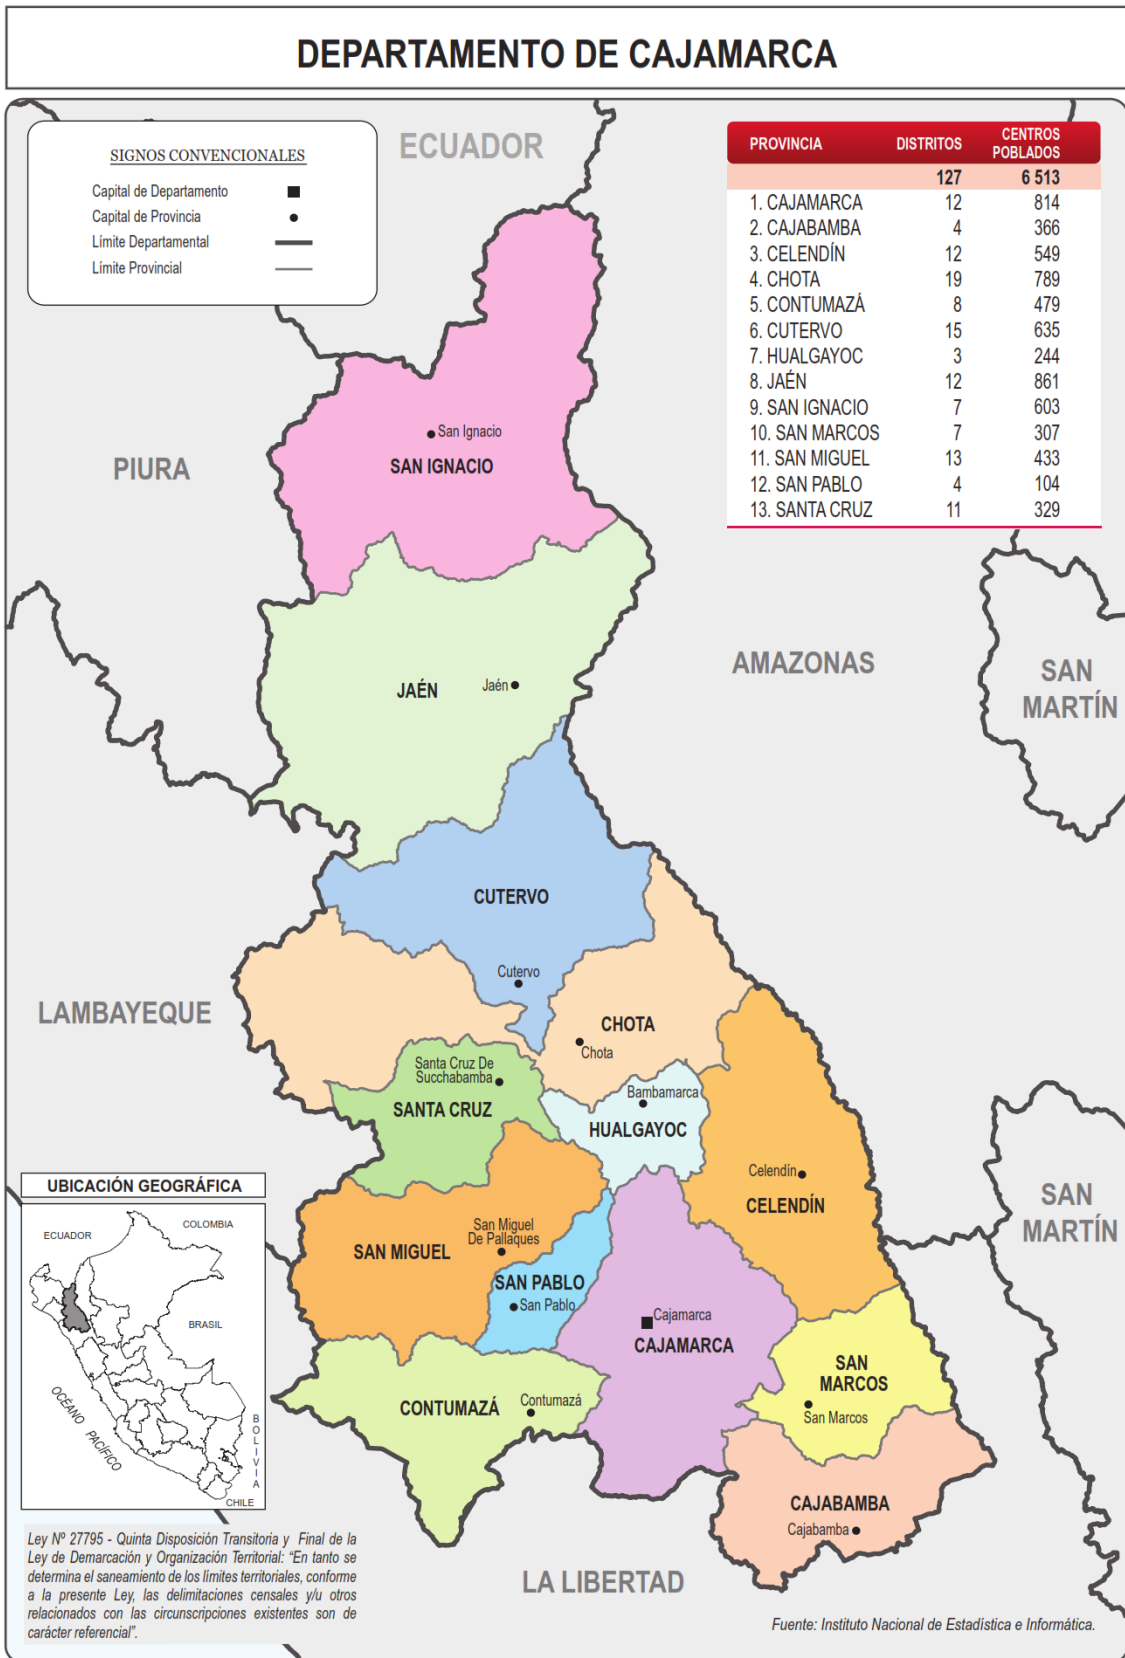 DEPARTAMENTO DE CAJAMARCA
SIGNOS CONVENCIONALES
Capital de Departamento
Capital de Provincia
Límite Departamental
Límite Provincial
ECUADOR
PROVINCIA DISTRITOS CENTROS POBLADOS
127 6 513
1. CAJAMARCA 12 814
2. CAJABAMBA 4 366
3. CELENDÍN 12 549
4. CHOTA 19 789
5. CONTUMAZÁ 8 479
6. CUTERVO 15 635
7. HUALGAYOC 3 244
8. JAÉN 12 861
9. SAN IGNACIO 7 603
10. SAN MARCOS 7 307
11. SAN MIGUEL 13 433
12. SAN PABLO 4 104
13. SANTA CRUZ 11 329
San Ignacio
SAN IGNACIO
PIURA
AMAZONAS
SAN
MARTÍN
JAÉN
Jaén
CUTERVO
Cutervo
LAMBAYEQUE
CHOTA
Chota
Santa Cruz De
Succhabamba
SANTA CRUZ
Bambamarca
HUALGAYOC
Celendín
CELENDÍN
SAN
MARTÍN
San Miguel
De Pallaques
SAN MIGUEL
SAN PABLO
San Pablo
Cajamarca
CAJAMARCA
SAN
MARCOS
San Marcos
CONTUMAZÁ
Contumazá
CAJABAMBA
Cajabamba
LA LIBERTAD
UBICACIÓN GEOGRÁFICA
ECUADOR
COLOMBIA
BRASIL
OCÉANO PACÍFICO
BOLIVIA
CHILE
Ley Nº 27795 - Quinta Disposición Transitoria y Final de la
Ley de Demarcación y Organización Territorial: “En tanto se
determina el saneamiento de los límites territoriales, conforme
a la presente Ley, las delimitaciones censales y/u otros
relacionados con las circunscripciones existentes son de
carácter referencial”.
Fuente: Instituto Nacional de Estadística e Informática.